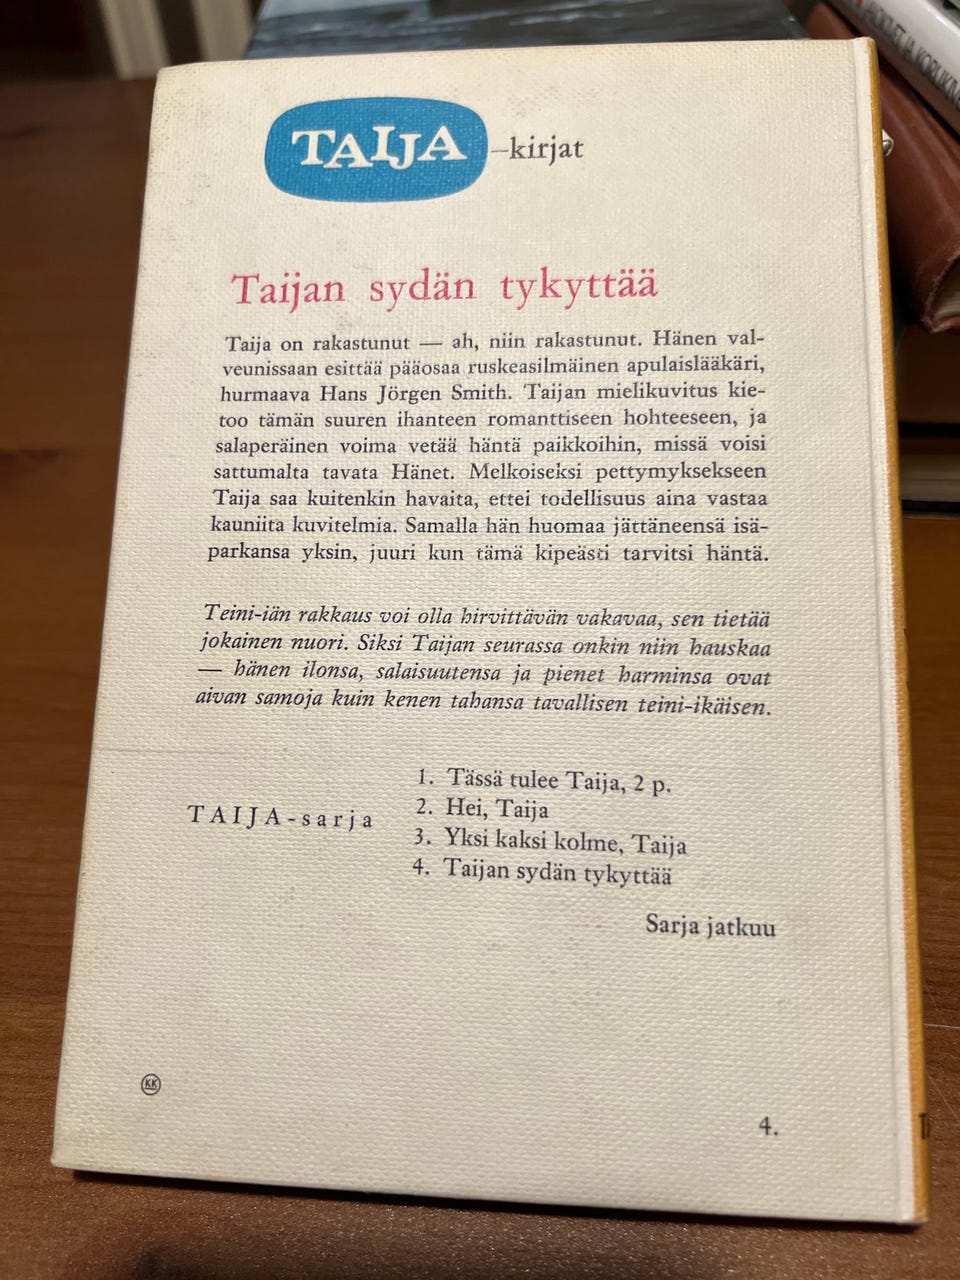 TAIJA -kirjat
Taijan sydän tykyttää
Taija on rakastunut — ah, niin rakastunut. Hänen val-
veunissaan esittää pääosaa ruskeasilmäinen apulaislääkäri,
hurmaava Hans Jörgen Smith. Taijan mielikuvitus kie-
too tämän suuren ihanteen romanttiseen hohteeseen, ja
salaperäinen voima vetää häntä paikkoihin, missä voisi
sattumalta tavata Hänet. Melkoiseksi pettymyksekseen
Taija saa kuitenkin havaita, ettei todellisuus aina vastaa
kauniita kuvitelmia. Samalla hän huomaa jättäneensä isä-
parkansa yksin, juuri kun tämä kipeästi tarvitsi häntä.
Teini-iän rakkaus voi olla hirvittävän vakavaa, sen tietää
jokainen nuori. Siksi Taijan seurassa onkin niin hauskaa
— hänen ilonsa, salaisuutensa ja pienet harminsa ovat
aivan samoja kuin kenen tahansa tavallisen teini-ikäisen.
TAIJA-sarja
1. Tässä tulee Taija, 2 p.
2. Hei, Taija
3. Yksi kaksi kolme, Taija
4. Taijan sydän tykyttää
Sarja jatkuu
KK
4.